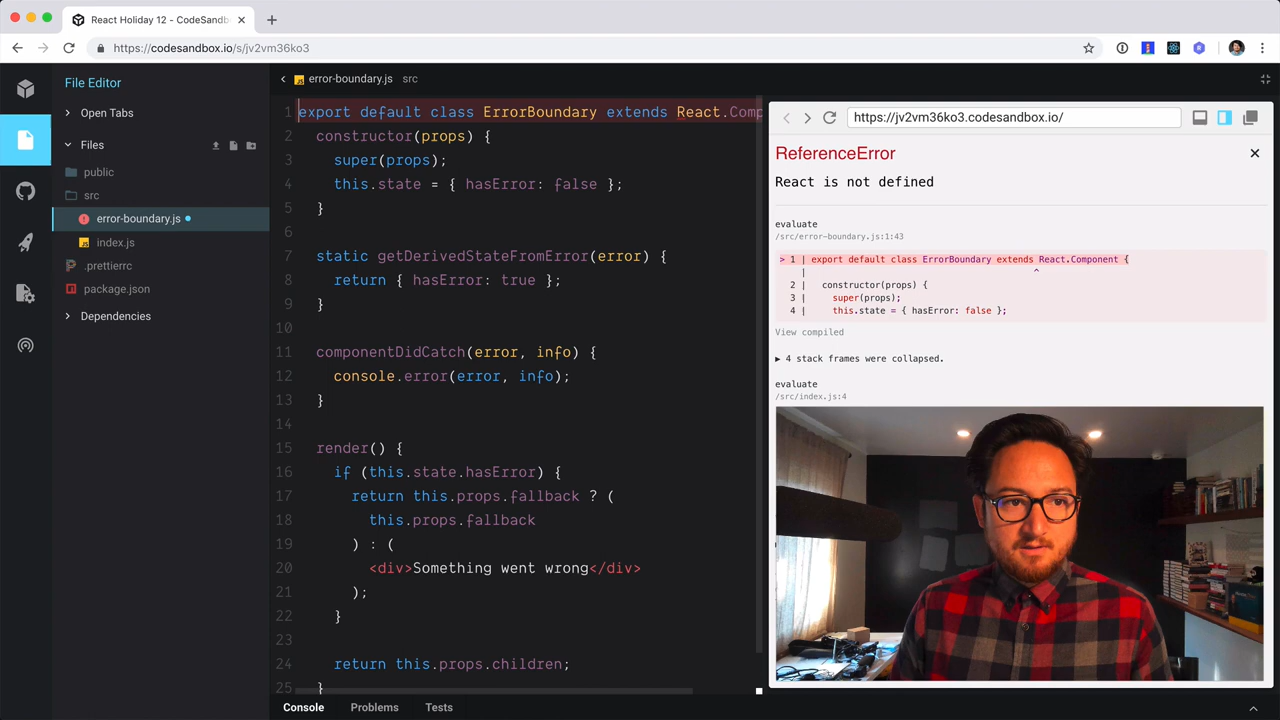 React Holiday 12 - CodeSandb
https://codesandbox.io/s/jv2vm36ko3
File Editor
Open Tabs
Files
public
src
error-boundary.js
index.js
.prettierrc
package.json
Dependencies
error-boundary.js src
1 export default class ErrorBoundary extends React.Comp
2 constructor(props) {
3 super(props);
4 this.state = { hasError: false };
5 }
6
7 static getDerivedStateFromError(error) {
8 return { hasError: true };
9 }
10
11 componentDidCatch(error, info) {
12 console.error(error, info);
13 }
14
15 render() {
16 if (this.state.hasError) {
17 return this.props.fallback ? (
18 this.props.fallback
19 ) : (
20 <div>Something went wrong</div>
21 );
22 }
23
24 return this.props.children;
25 }
Console Problems Tests
https://jv2vm36ko3.codesandbox.io/
ReferenceError
React is not defined
evaluate
/src/error-boundary.js:1:43
> 1 | export default class ErrorBoundary extends React.Component {
| ^
2 | constructor(props) {
3 | super(props);
4 | this.state = { hasError: false };
View compiled
▶ 4 stack frames were collapsed.
evaluate
/src/index.js:4